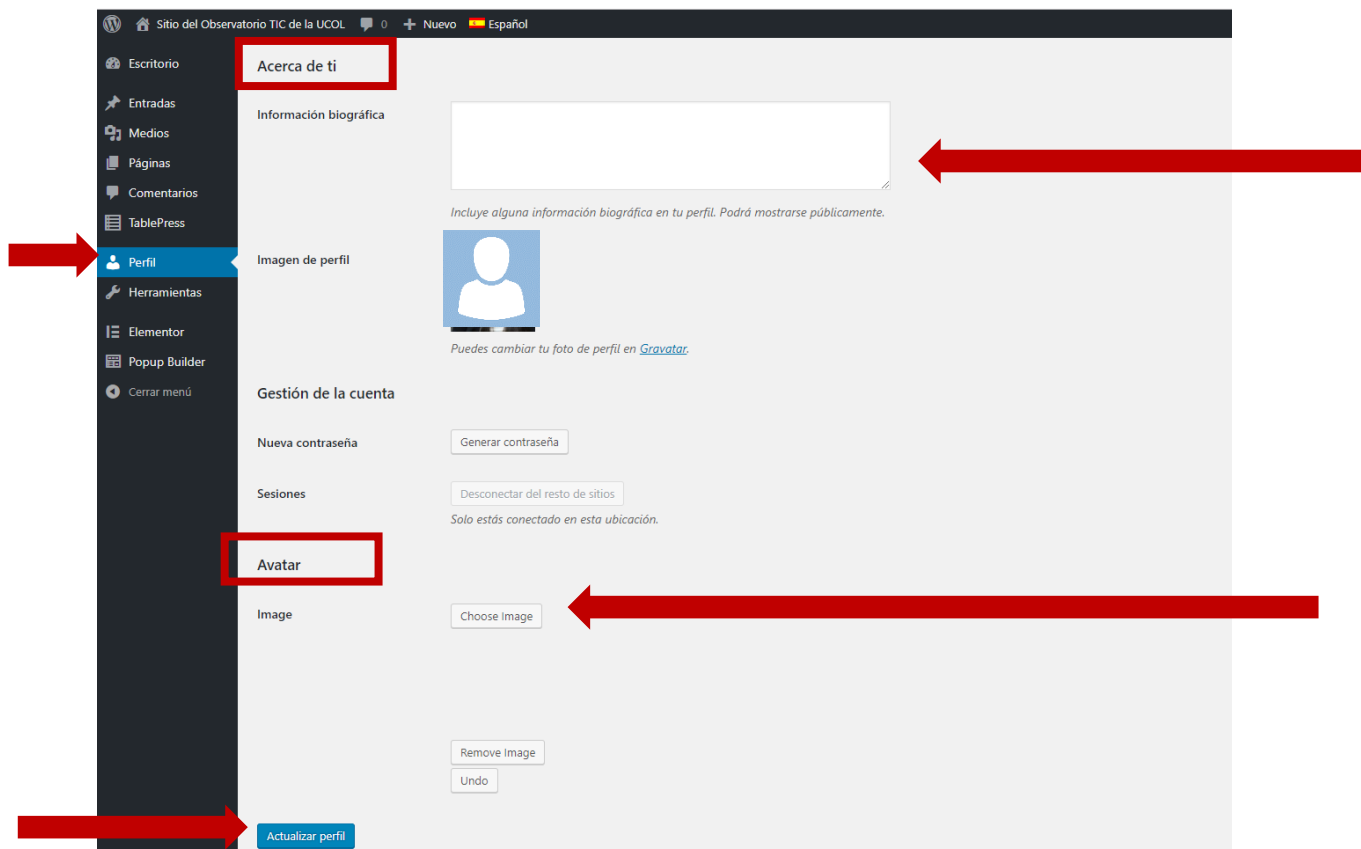 Sitio del Observatorio TIC de la UCOL 0 Nuevo Español
Escritorio
Entradas
Medios
Páginas
Comentarios
TablePress
Perfil
Herramientas
Elementor
Popup Builder
Cerrar menú
Acerca de ti
Información biográfica
Incluye alguna información biográfica en tu perfil. Podrá mostrarse públicamente.
Imagen de perfil
Puedes cambiar tu foto de perfil en Gravatar.
Gestión de la cuenta
Nueva contraseña Generar contraseña
Sesiones Desconectar del resto de sitios
Solo estás conectado en esta ubicación.
Avatar
Image Choose Image
Remove Image
Undo
Actualizar perfil